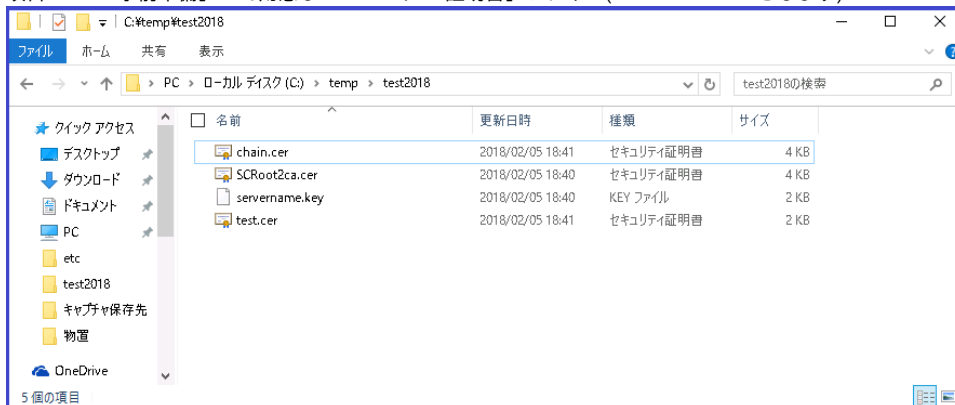 C:¥temp¥test2018
ファイル ホーム 共有 表示
PC › ローカル ディスク (C:) › temp › test2018
test2018の検索
クイック アクセス
デスクトップ
ダウンロード
ドキュメント
PC
etc
test2018
キャプチャ保存先
物置
OneDrive
名前 更新日時 種類 サイズ
chain.cer 2018/02/05 18:41 セキュリティ証明書 4 KB
SCRoot2ca.cer 2018/02/05 18:40 セキュリティ証明書 4 KB
servername.key 2018/02/05 18:40 KEY ファイル 2 KB
test.cer 2018/02/05 18:41 セキュリティ証明書 2 KB
5 個の項目